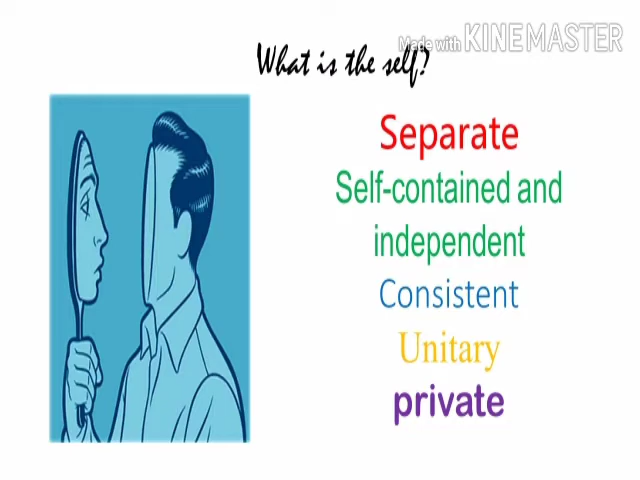 Made with KINEMASTER
What is the self?
Separate
Self-contained and
independent
Consistent
Unitary
private